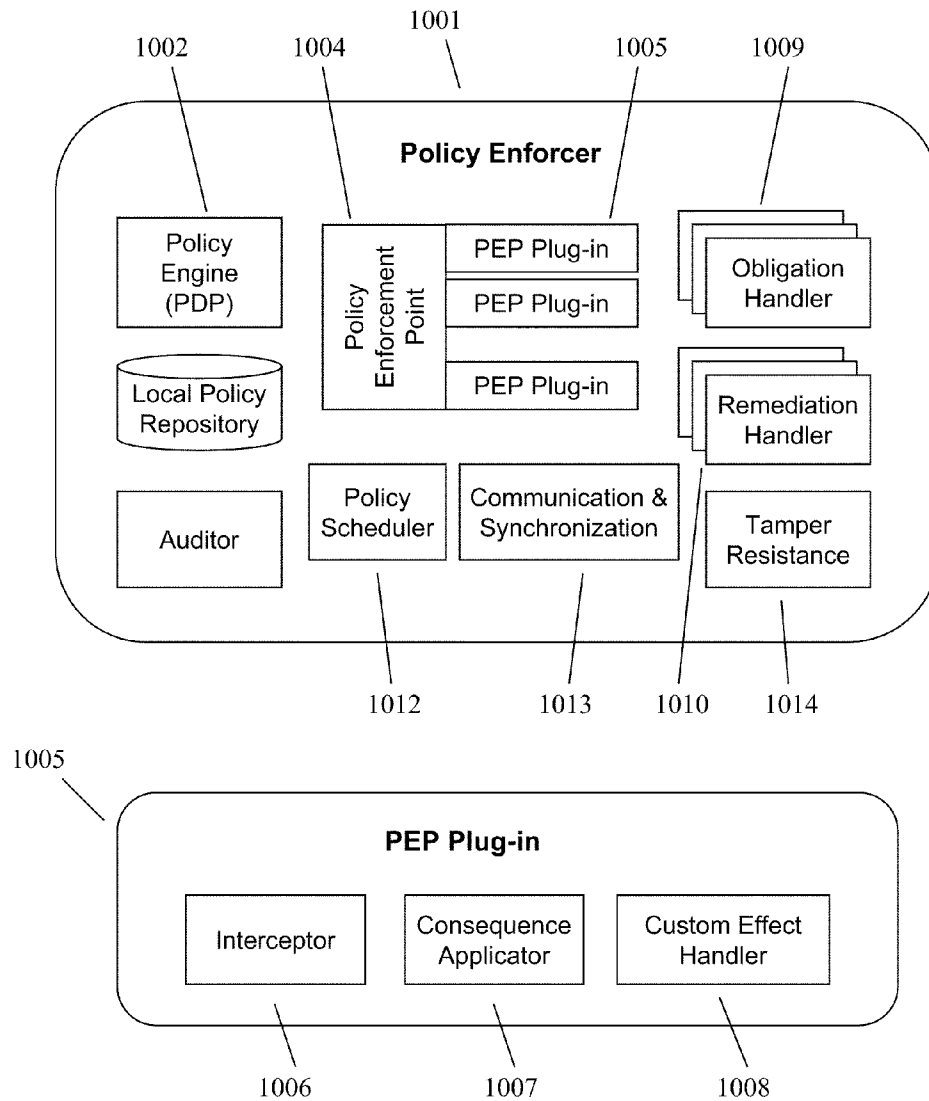 1001
1002
1004
1005
1009
Policy Enforcer
Policy
Engine
(PDP)
Policy
Enforcement
Point
PEP Plug-in
PEP Plug-in
PEP Plug-in
Obligation
Handler
Local Policy
Repository
Remediation
Handler
Auditor
Policy
Scheduler
Communication &
Synchronization
Tamper
Resistance
1012
1013
1010
1014
1005
PEP Plug-in
Interceptor
Consequence
Applicator
Custom Effect
Handler
1006
1007
1008